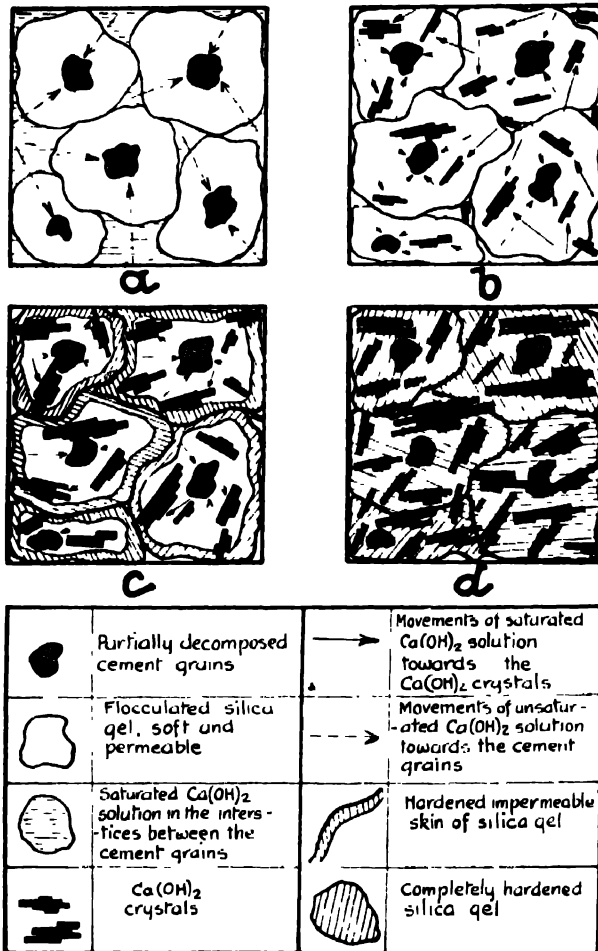 a
b
c
d
Partially decomposed
cement grains
Flocculated silica
gel, soft and
permeable
Saturated Ca(OH)2
solution in the inters-
-tices between the
cement grains
Ca(OH)2
crystals
Movements of saturated
Ca(OH)2 solution
towards the
Ca(OH)2 crystals
Movements of unsatur-
-ated Ca(OH)2 solution
towards the cement
grains
Hardened impermeable
skin of silica gel
Completely hardened
silica gel